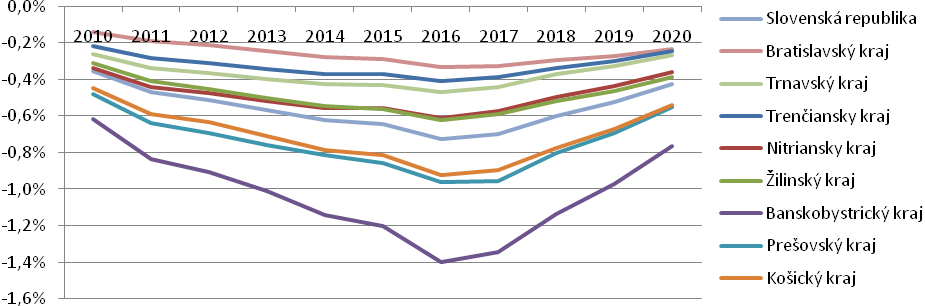 0,0%
-0,2%
-0,4%
-0,6%
-0,8%
-1,0%
-1,2%
-1,4%
-1,6%
2010 2011 2012 2013 2014 2015 2016 2017 2018 2019 2020
Slovenská republika
Bratislavský kraj
Trnavský kraj
Trenčiansky kraj
Nitriansky kraj
Žilinský kraj
Banskobystrický kraj
Prešovský kraj
Košický kraj